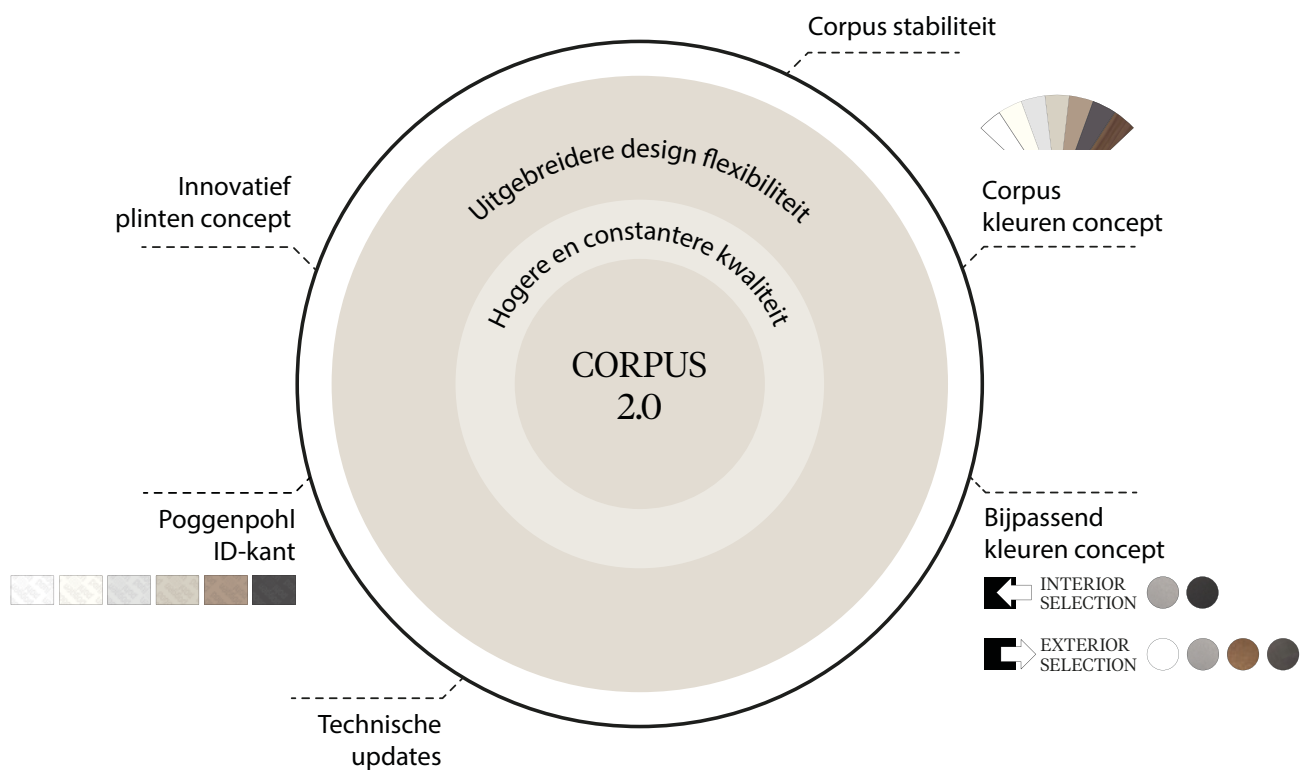 Corpus stabiliteit
Innovatief
plinten concept
Uitgebreidere design flexibiliteit
Corpus
kleuren concept
Hogere en constantere kwaliteit
CORPUS
2.0
Poggenpohl
ID-kant
Bijpassend
kleuren concept
INTERIOR
SELECTION
EXTERIOR
SELECTION
Technische
updates